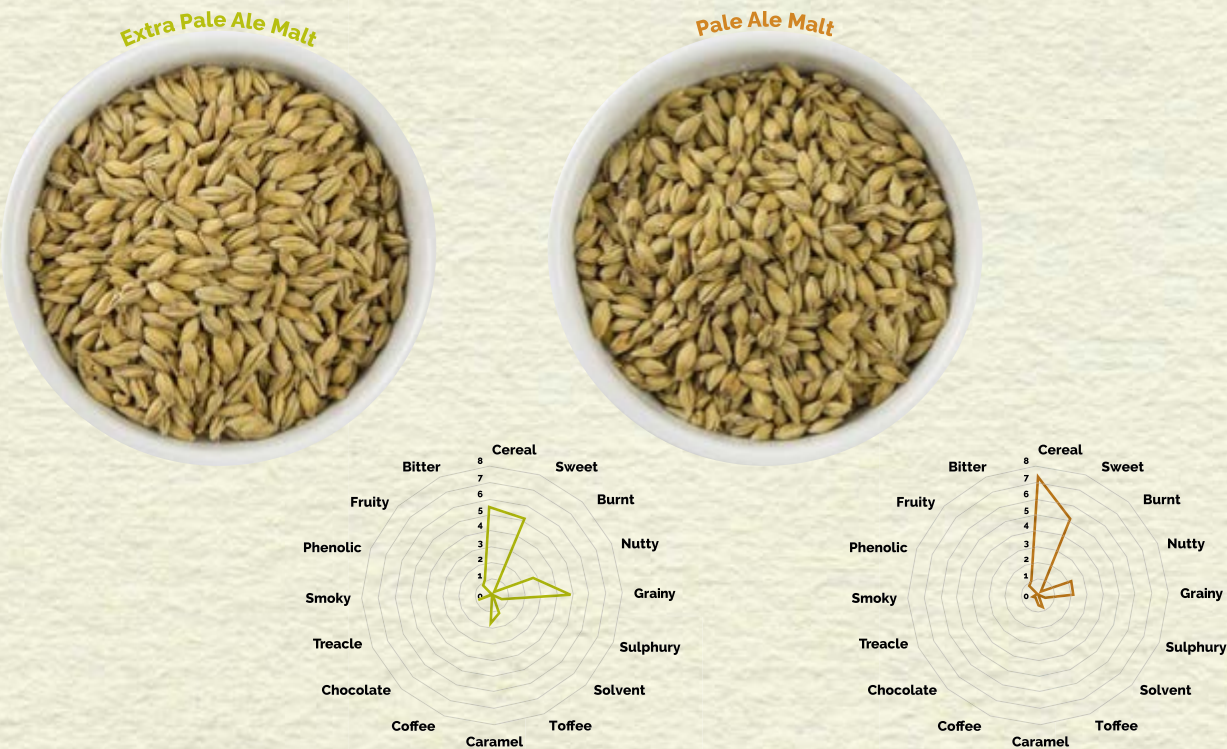 Extra Pale Ale Malt
Pale Ale Malt
Cereal
8
Bitter
Sweet
7
Fruity
6
Burnt
5
4
Nutty
Phenolic
3
2
1
Smoky
0
Grainy
Treacle
Sulphury
Chocolate
Solvent
Coffee
Toffee
Caramel
Cereal
8
Bitter
Sweet
7
Fruity
6
Burnt
5
4
Nutty
Phenolic
3
2
1
Smoky
0
Grainy
Treacle
Sulphury
Chocolate
Solvent
Coffee
Toffee
Caramel